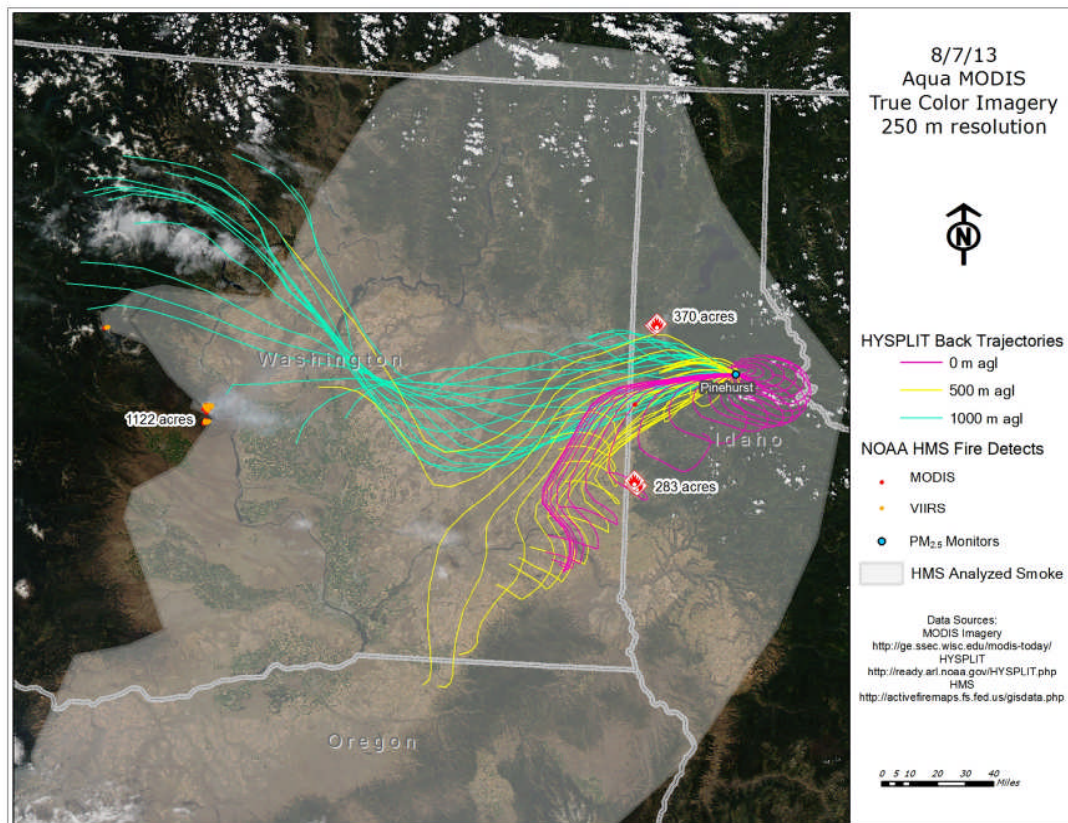 8/7/13
Aqua MODIS
True Color Imagery
250 m resolution
N
HYSPLIT Back Trajectories
0 m agl
500 m agl
1000 m agl
NOAA HMS Fire Detects
MODIS
VIIRS
PM2.5 Monitors
HMS Analyzed Smoke
Data Sources:
MODIS Imagery
http://ge.ssec.wisc.edu/modis-today/
HYSPLIT
http://ready.arl.noaa.gov/HYSPLIT.php
HMS
http://activefiremaps.fs.fed.us/gisdata.php
0 5 10 20 30 40
Miles
370 acres
Washington
Pinehurst
1122 acres
Idaho
283 acres
Oregon